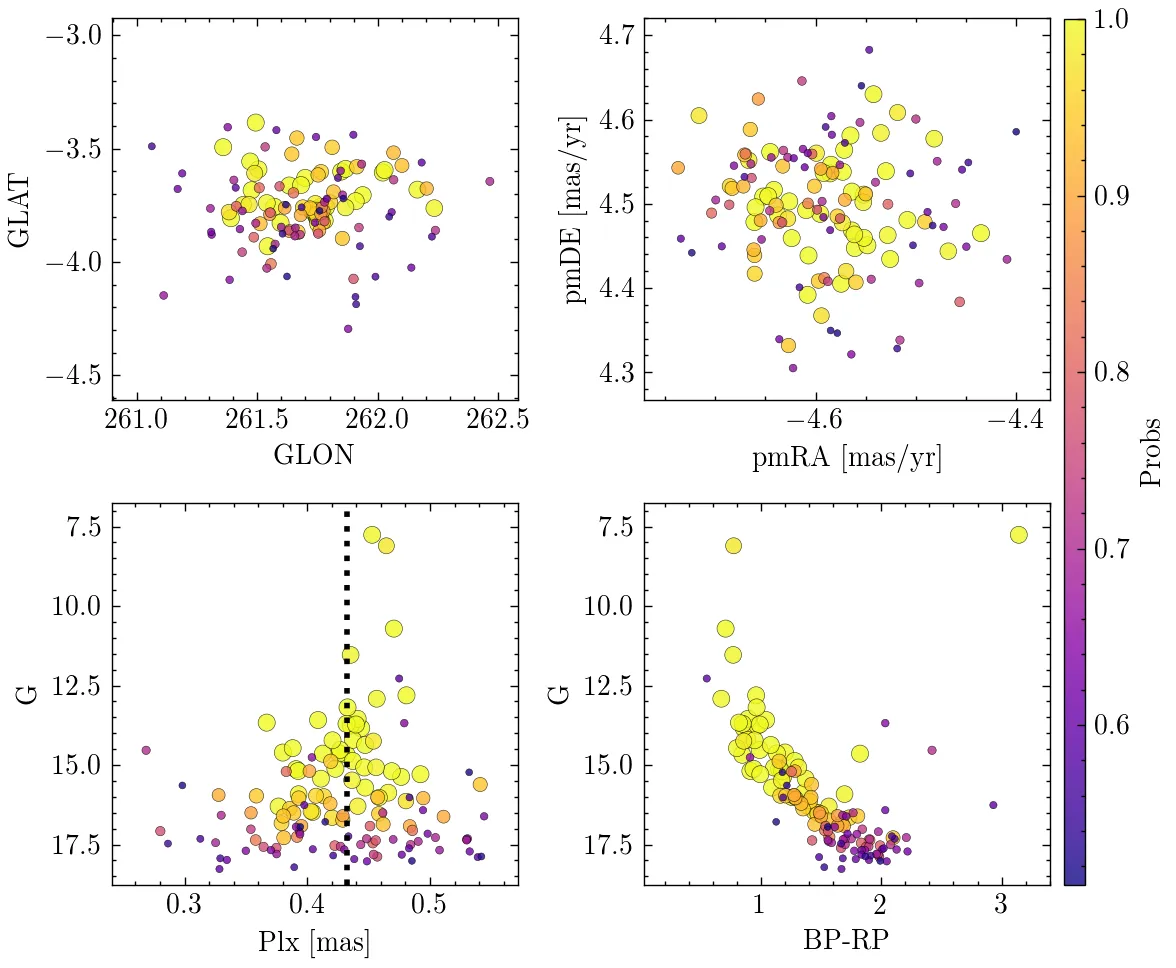 −3.0
−3.5
−4.0
−4.5
GLAT
261.0 261.5 262.0 262.5
GLON
4.7
4.6
4.5
4.4
4.3
pmDE [mas/yr]
−4.6 −4.4
pmRA [mas/yr]
7.5
10.0
12.5
15.0
17.5
G
0.3 0.4 0.5
Plx [mas]
7.5
10.0
12.5
15.0
17.5
G
1 2 3
BP-RP
1.0
0.9
0.8
0.7
0.6
Probs